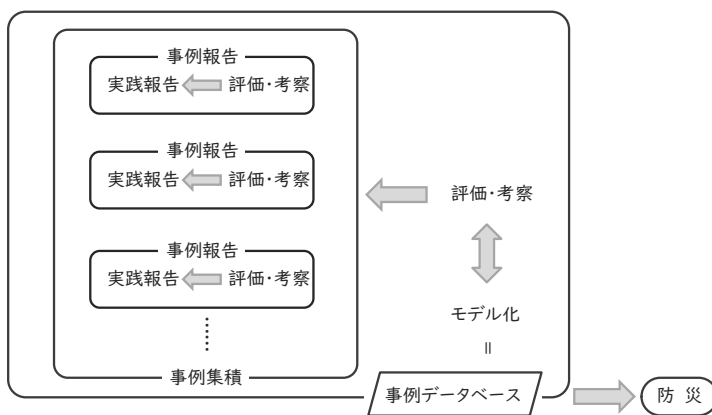 事例報告
実践報告 評価・考察
事例報告
実践報告 評価・考察
評価・考察
事例報告
実践報告 評価・考察
モデル化
=
事例集積
事例データベース
防災